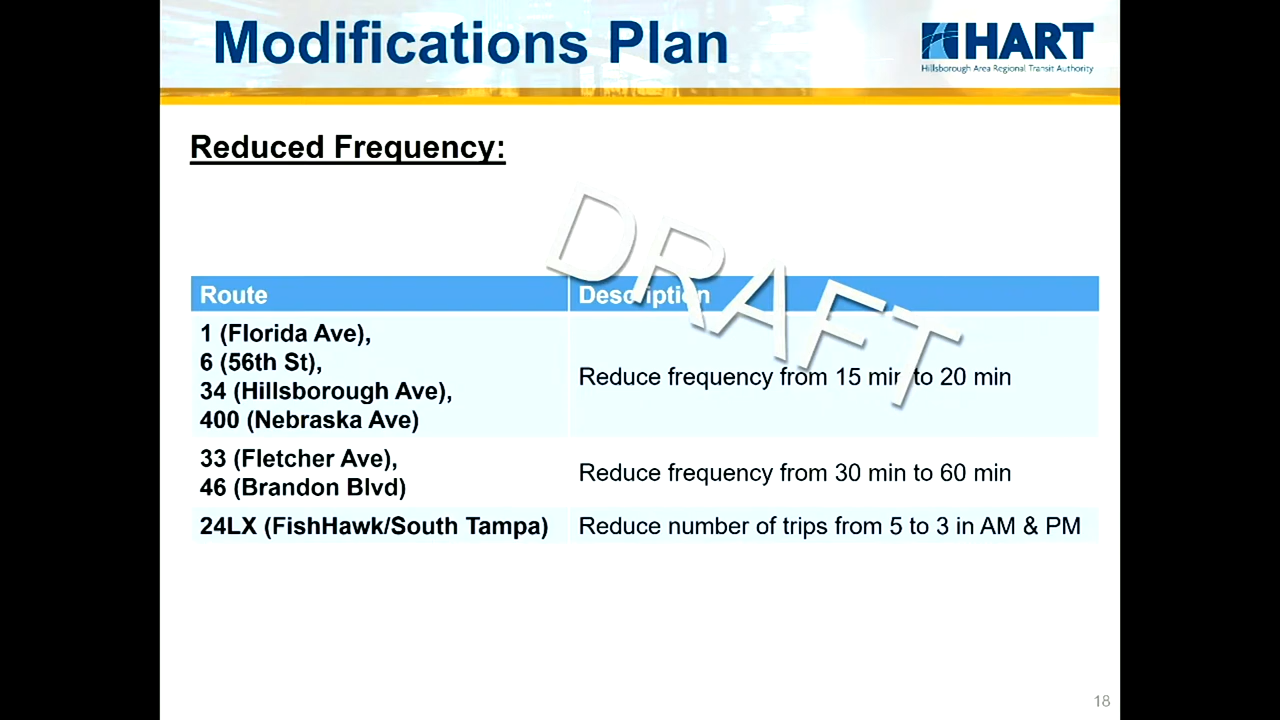 Modifications Plan
HART
Hillsborough Area Regional Transit Authority
Reduced Frequency:
DRAFT
Route
Description
1 (Florida Ave),
6 (56th St),
34 (Hillsborough Ave),
400 (Nebraska Ave)
Reduce frequency from 15 min to 20 min
33 (Fletcher Ave),
46 (Brandon Blvd)
Reduce frequency from 30 min to 60 min
24LX (FishHawk/South Tampa)
Reduce number of trips from 5 to 3 in AM & PM
18